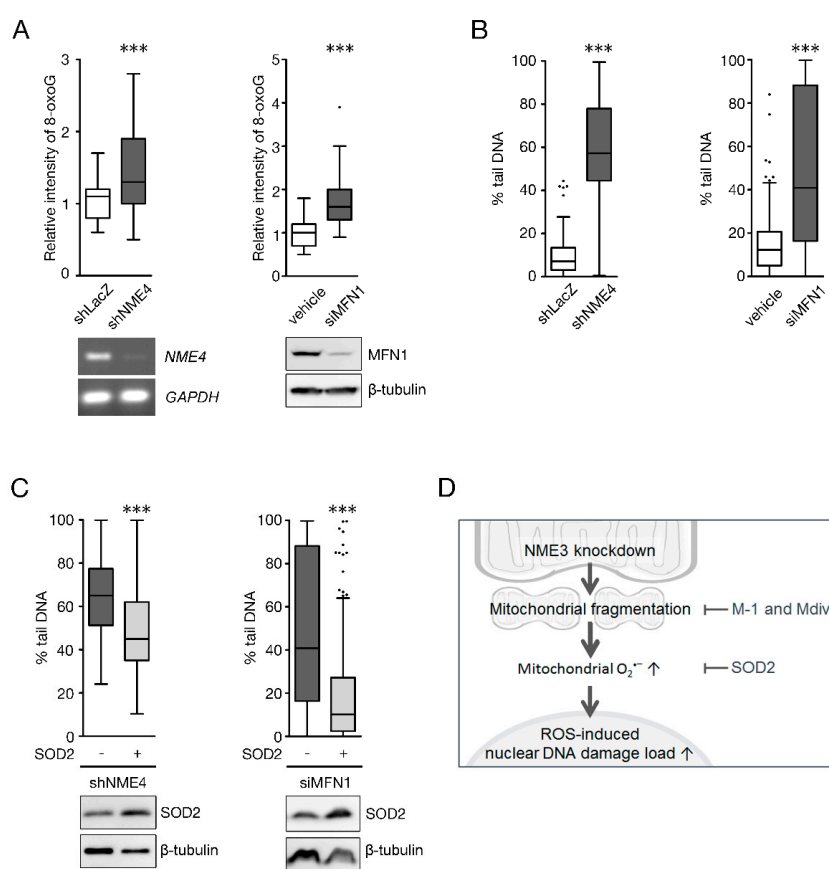 A
***
***
Relative intensity of 8-oxoG
3
2
1
0
shLacZ
shNME4
Relative intensity of 8-oxoG
5
4
3
2
1
0
vehicle
siMFN1
NME4
GAPDH
MFN1
β-tubulin
B
***
***
% tail DNA
100
80
60
40
20
0
shLacZ
shNME4
% tail DNA
100
80
60
40
20
0
vehicle
siMFN1
C
***
***
% tail DNA
100
80
60
40
20
0
SOD2 - +
shNME4
SOD2
β-tubulin
% tail DNA
100
80
60
40
20
0
SOD2 - +
siMFN1
SOD2
β-tubulin
D
NME3 knockdown
Mitochondrial fragmentation
M-1 and Mdiv
Mitochondrial O₂•− ↑
SOD2
ROS-induced
nuclear DNA damage load ↑